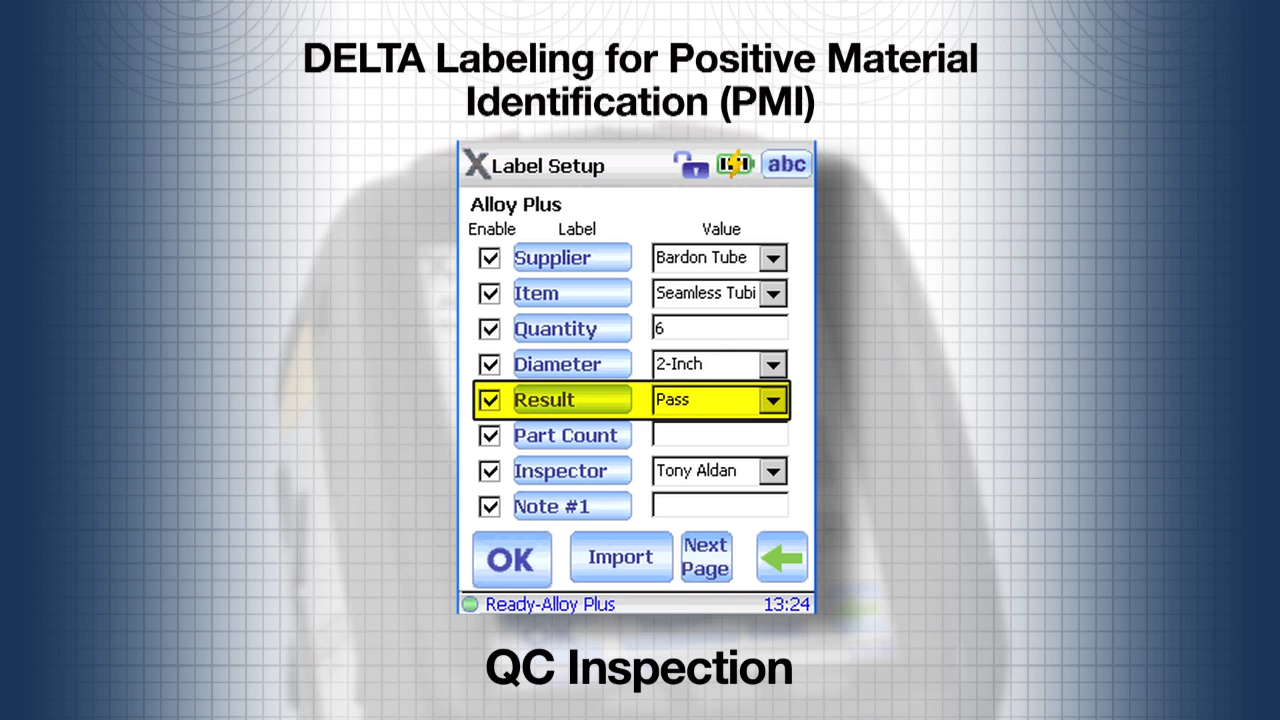 DELTA Labeling for Positive Material
Identification (PMI)
Label Setup abc
Alloy Plus
Enable Label Value
Supplier Bardon Tube
Item Seamless Tubi
Quantity 6
Diameter 2-Inch
Result Pass
Part Count
Inspector Tony Aldan
Note #1
OK Import Next Page
Ready-Alloy Plus 13:24
QC Inspection